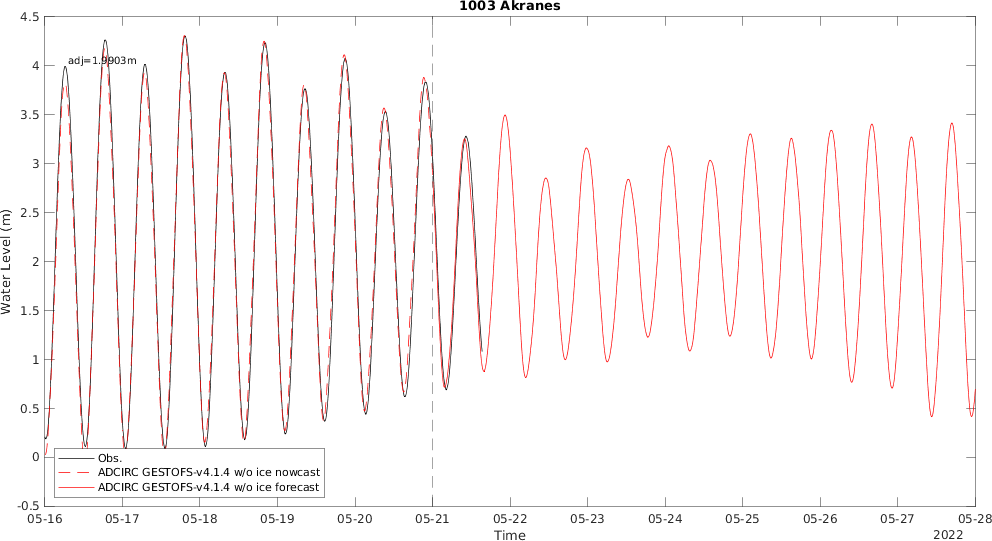 1003 Akranes
4.5
4
3.5
3
2.5
2
1.5
1
0.5
0
-0.5
Water Level (m)
adj=1.9903m
Obs.
ADCIRC GESTOFS-v4.1.4 w/o ice nowcast
ADCIRC GESTOFS-v4.1.4 w/o ice forecast
05-16 05-17 05-18 05-19 05-20 05-21 05-22 05-23 05-24 05-25 05-26 05-27 05-28
Time
2022